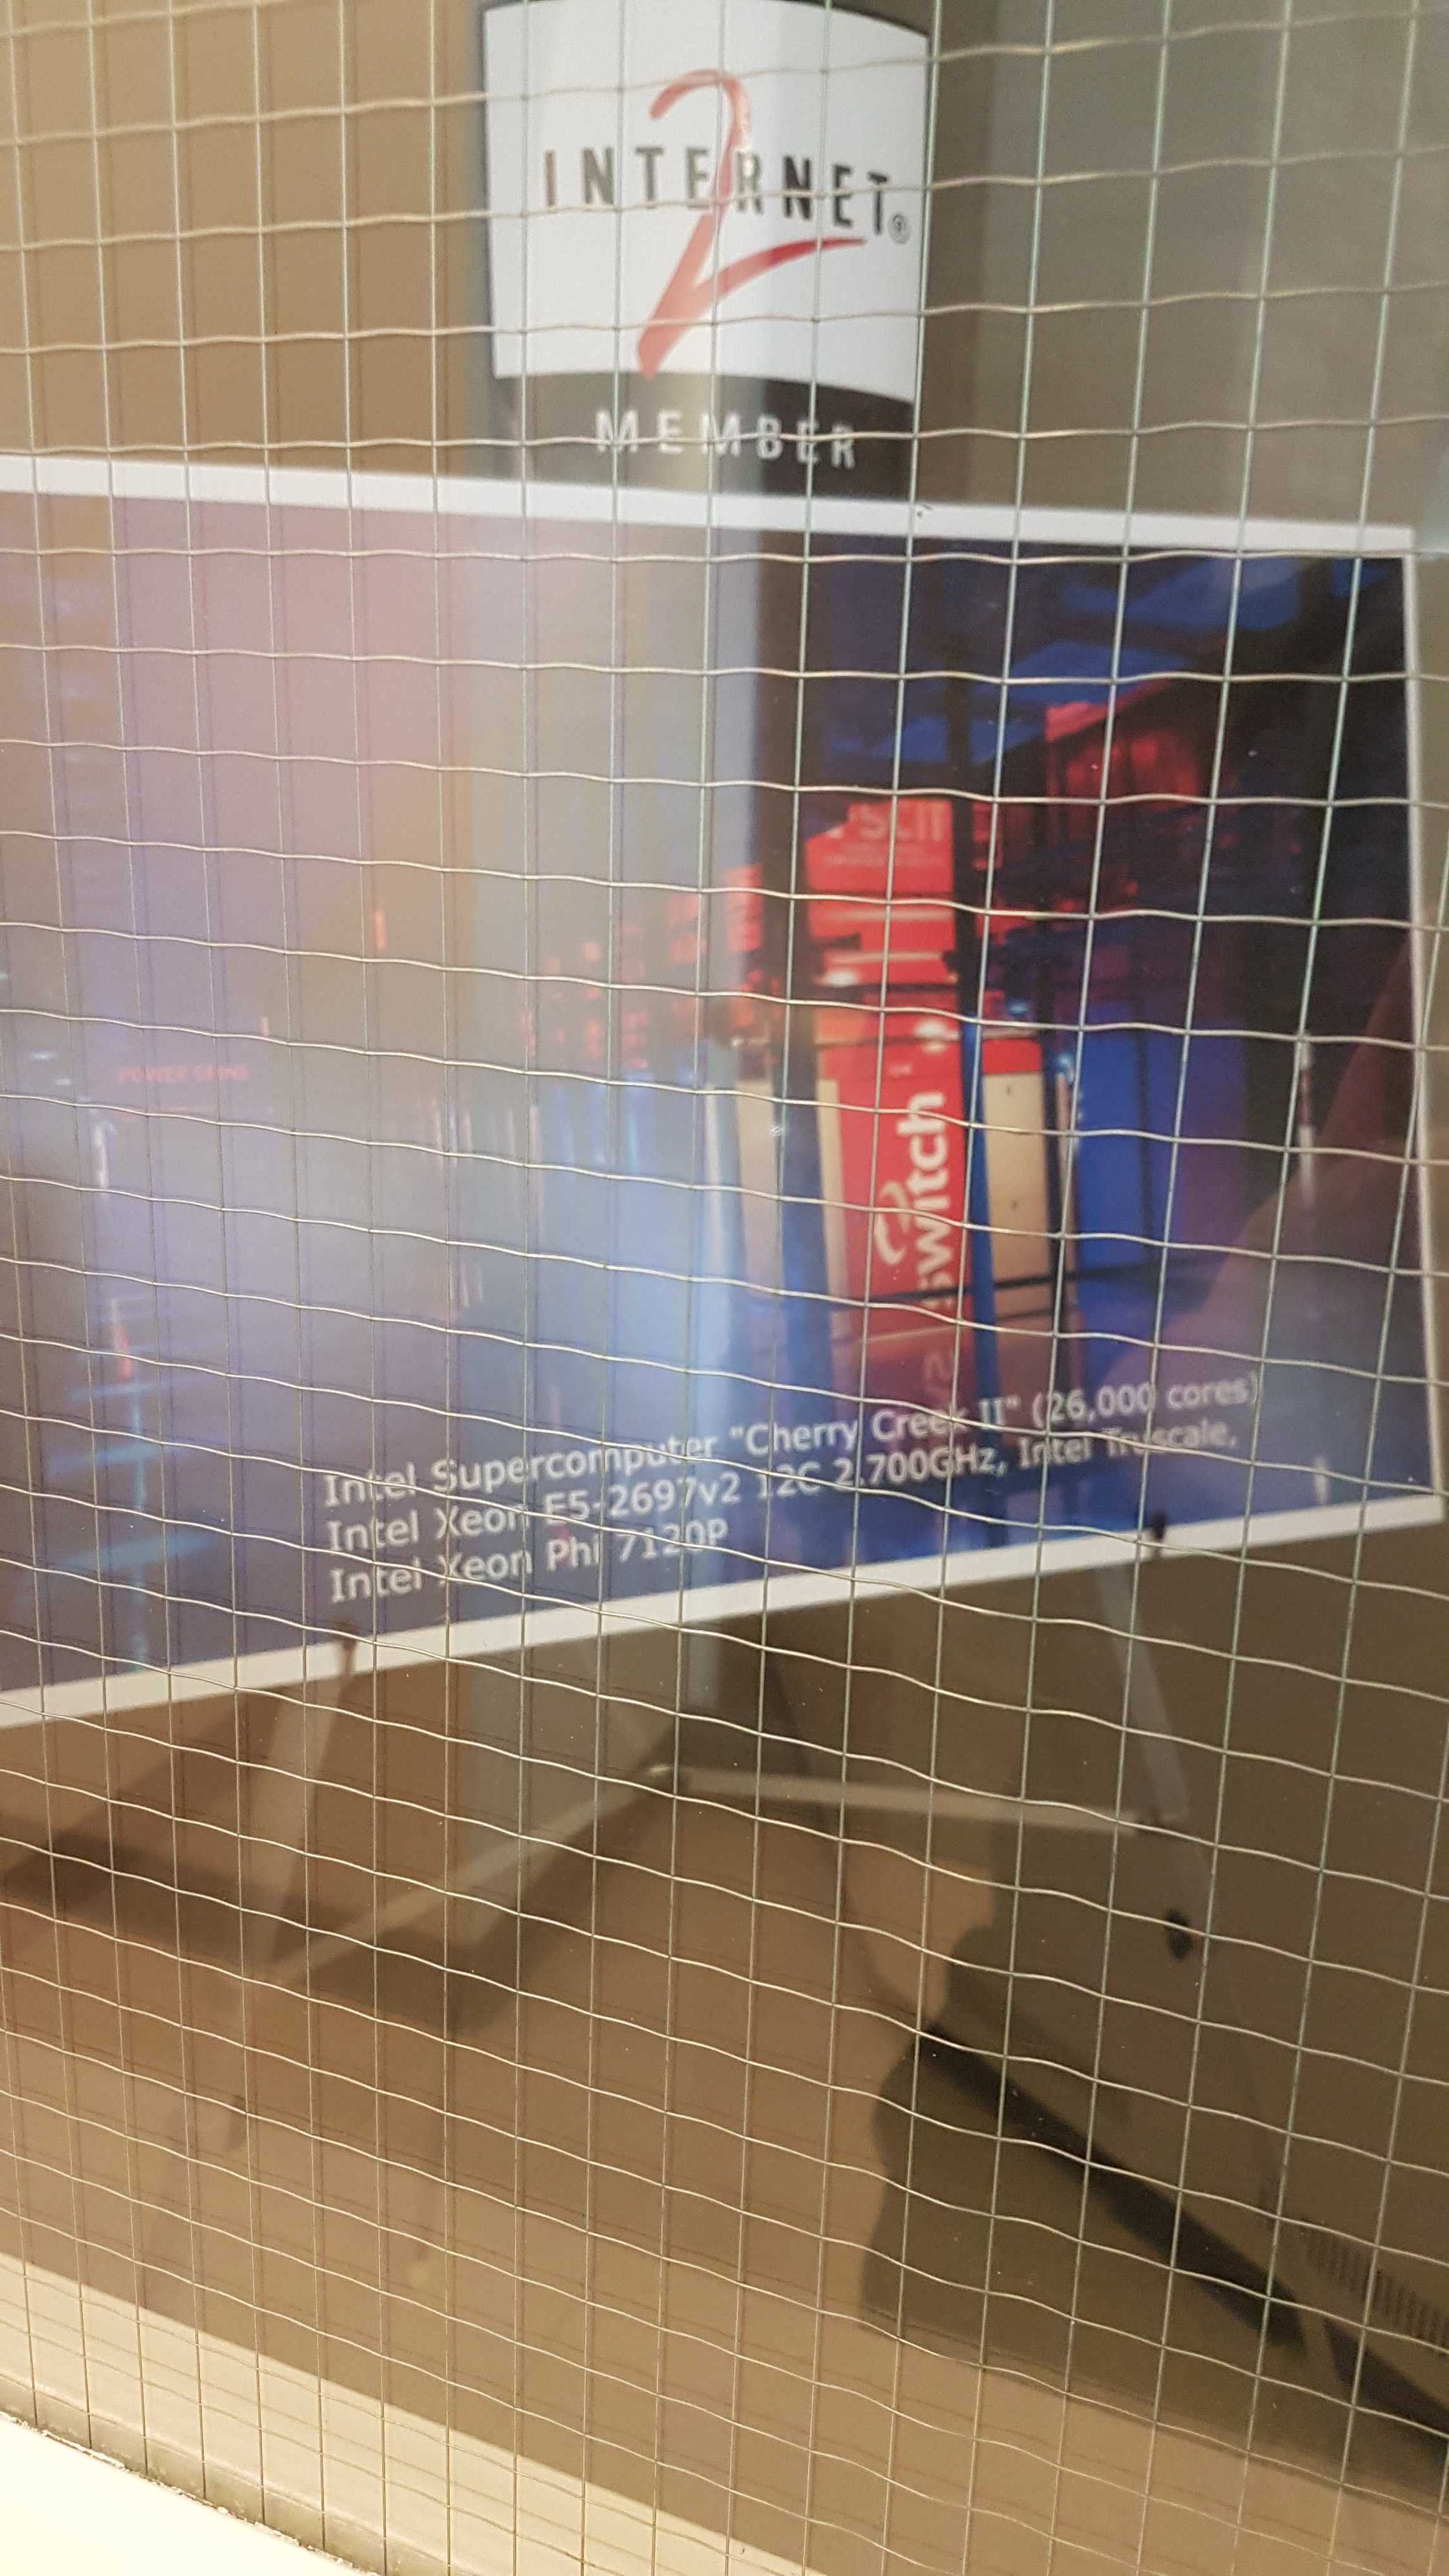 INTERNET®
2
MEMBER
POWER SPINE
switch
Intel Supercomputer "Cherry Creek II" (26,000 cores)
Intel Xeon E5-2697v2 12C 2.700GHz, Intel Truscale,
Intel Xeon Phi 7120P